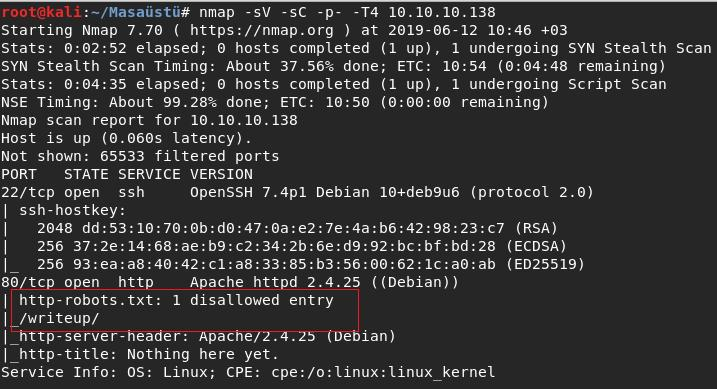 root@kali:~/Masaüstü# nmap -sV -sC -p- -T4 10.10.10.138
Starting Nmap 7.70 ( https://nmap.org ) at 2019-06-12 10:46 +03
Stats: 0:02:52 elapsed; 0 hosts completed (1 up), 1 undergoing SYN Stealth Scan
SYN Stealth Scan Timing: About 37.56% done; ETC: 10:54 (0:04:48 remaining)
Stats: 0:04:35 elapsed; 0 hosts completed (1 up), 1 undergoing Script Scan
NSE Timing: About 99.28% done; ETC: 10:50 (0:00:00 remaining)
Nmap scan report for 10.10.10.138
Host is up (0.060s latency).
Not shown: 65533 filtered ports
PORT   STATE SERVICE VERSION
22/tcp open  ssh     OpenSSH 7.4p1 Debian 10+deb9u6 (protocol 2.0)
| ssh-hostkey:
|   2048 dd:53:10:70:0b:d0:47:0a:e2:7e:4a:b6:42:98:23:c7 (RSA)
|   256 37:2e:14:68:ae:b9:c2:34:2b:6e:d9:92:bc:bf:bd:28 (ECDSA)
|_  256 93:ea:a8:40:42:c1:a8:33:85:b3:56:00:62:1c:a0:ab (ED25519)
80/tcp open  http    Apache httpd 2.4.25 ((Debian))
| http-robots.txt: 1 disallowed entry
|_/writeup/
|_http-server-header: Apache/2.4.25 (Debian)
|_http-title: Nothing here yet.
Service Info: OS: Linux; CPE: cpe:/o:linux:linux_kernel